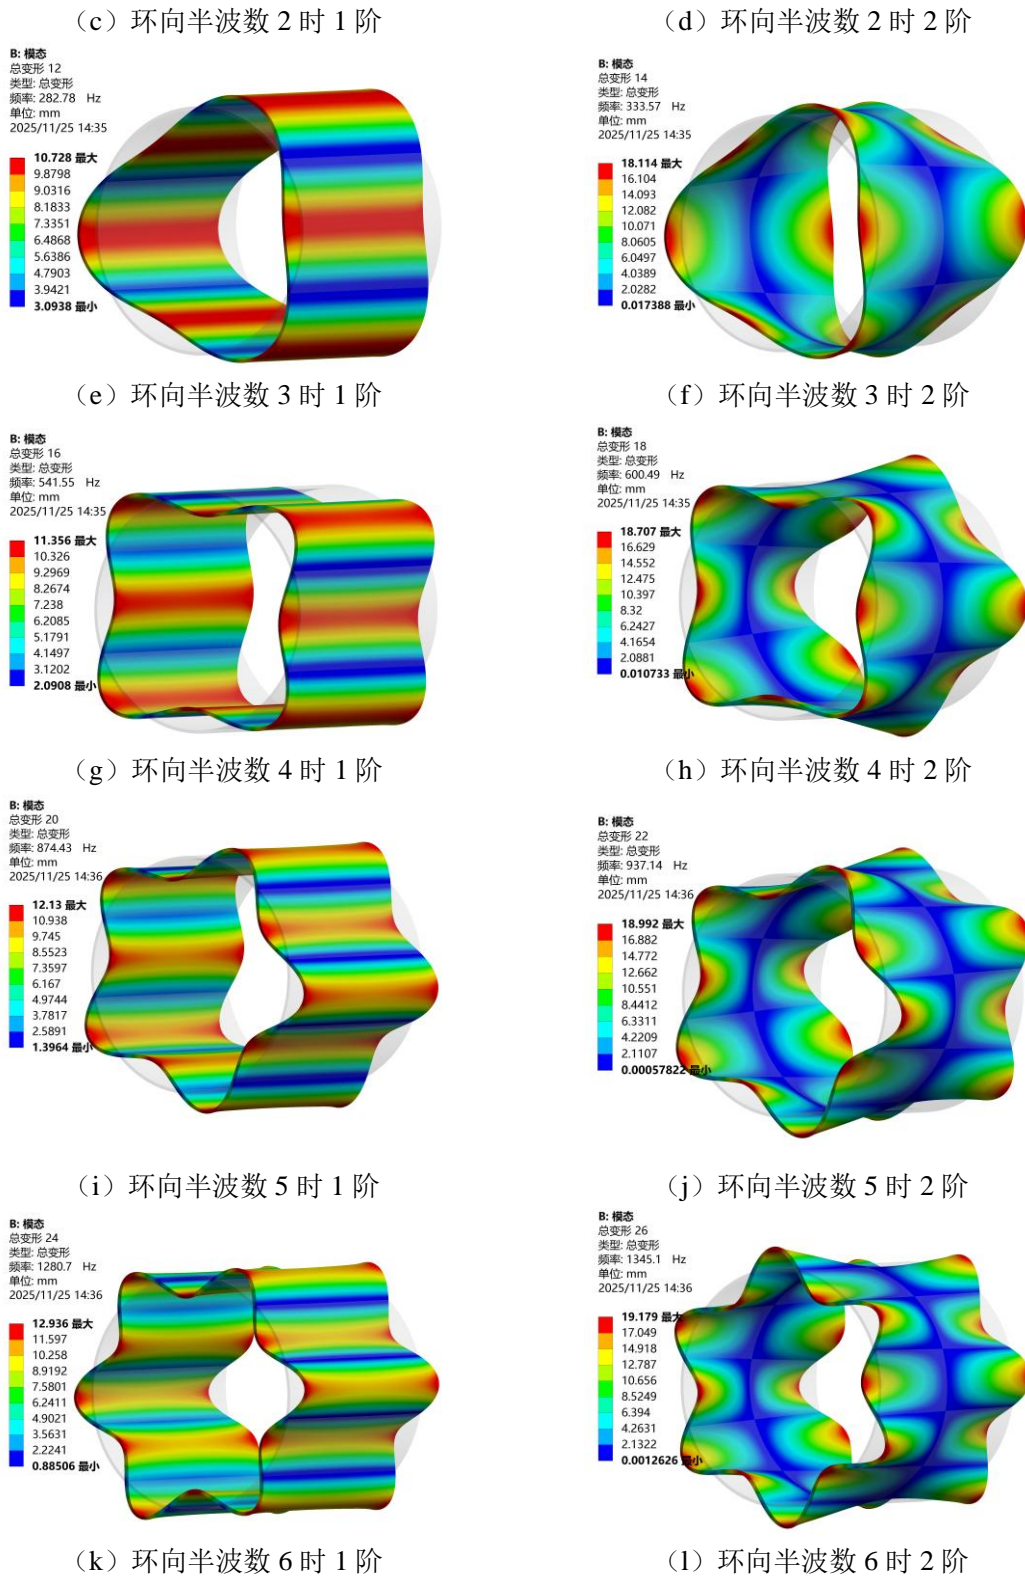 (c)环向半波数 2 时 1 阶
(d)环向半波数 2 时 2 阶
B: 模态
总变形 12
类型: 总变形
频率: 282.78 Hz
单位: mm
2025/11/25 14:35
10.728 最大
9.8798
9.0316
8.1833
7.3351
6.4868
5.6386
4.7903
3.9421
3.0938 最小
B: 模态
总变形 14
类型: 总变形
频率: 333.57 Hz
单位: mm
2025/11/25 14:35
18.114 最大
16.104
14.093
12.082
10.071
8.0605
6.0497
4.0389
2.0282
0.017388 最小
(e)环向半波数 3 时 1 阶
(f)环向半波数 3 时 2 阶
B: 模态
总变形 16
类型: 总变形
频率: 541.55 Hz
单位: mm
2025/11/25 14:35
11.356 最大
10.326
9.2969
8.2674
7.238
6.2085
5.1791
4.1497
3.1202
2.0908 最小
B: 模态
总变形 18
类型: 总变形
频率: 600.49 Hz
单位: mm
2025/11/25 14:35
18.707 最大
16.629
14.552
12.475
10.397
8.32
6.2427
4.1654
2.0881
0.010733 最小
(g)环向半波数 4 时 1 阶
(h)环向半波数 4 时 2 阶
B: 模态
总变形 20
类型: 总变形
频率: 874.43 Hz
单位: mm
2025/11/25 14:36
12.13 最大
10.938
9.745
8.5523
7.3597
6.167
4.9744
3.7817
2.5891
1.3964 最小
B: 模态
总变形 22
类型: 总变形
频率: 937.14 Hz
单位: mm
2025/11/25 14:36
18.992 最大
16.882
14.772
12.662
10.551
8.4412
6.3311
4.2209
2.1107
0.00057822 最小
(i)环向半波数 5 时 1 阶
(j)环向半波数 5 时 2 阶
B: 模态
总变形 24
类型: 总变形
频率: 1280.7 Hz
单位: mm
2025/11/25 14:36
12.936 最大
11.597
10.258
8.9192
7.5801
6.2411
4.9021
3.5631
2.2241
0.88506 最小
B: 模态
总变形 26
类型: 总变形
频率: 1345.1 Hz
单位: mm
2025/11/25 14:36
19.179 最大
17.049
14.918
12.787
10.656
8.5249
6.394
4.2631
2.1322
0.0012626 最小
(k)环向半波数 6 时 1 阶
(l)环向半波数 6 时 2 阶